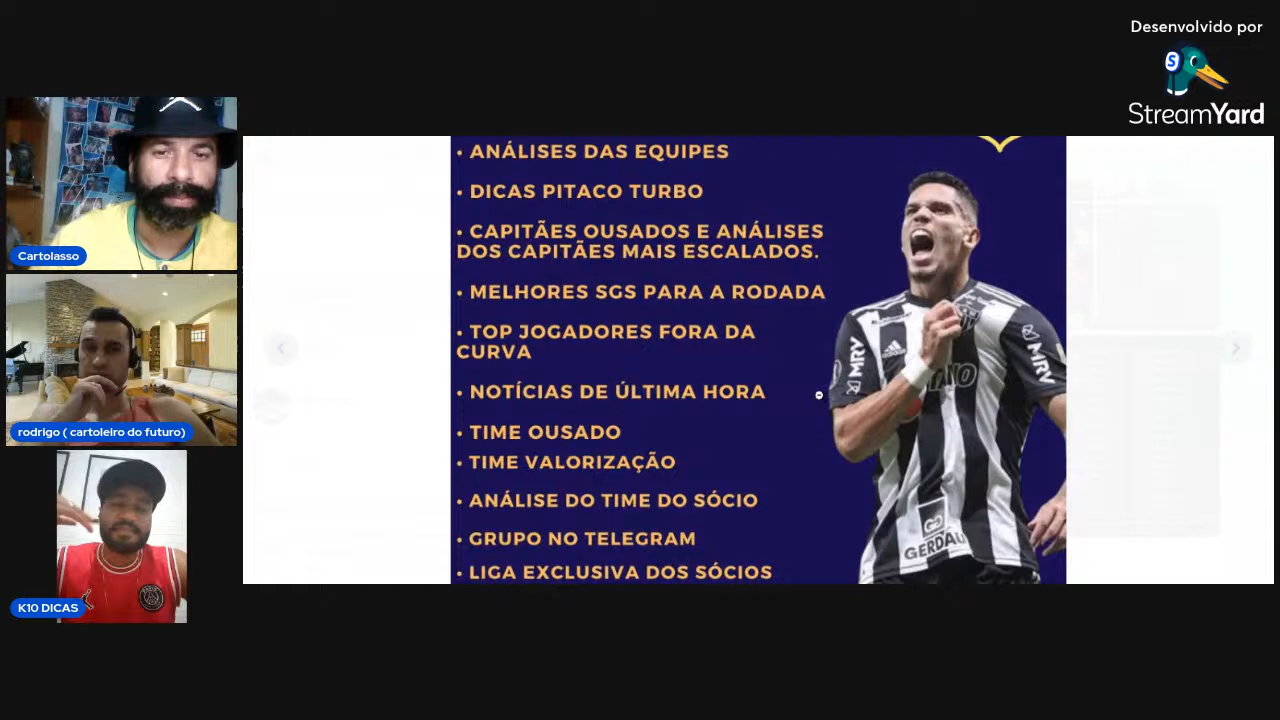 Desenvolvido por
StreamYard
Cartolasso
rodrigo ( cartoleiro do futuro)
K10 DICAS
• ANÁLISES DAS EQUIPES
• DICAS PITACO TURBO
• CAPITÃES OUSADOS E ANÁLISES
DOS CAPITÃES MAIS ESCALADOS.
• MELHORES SGS PARA A RODADA
• TOP JOGADORES FORA DA
CURVA
• NOTÍCIAS DE ÚLTIMA HORA
• TIME OUSADO
• TIME VALORIZAÇÃO
• ANÁLISE DO TIME DO SÓCIO
• GRUPO NO TELEGRAM
• LIGA EXCLUSIVA DOS SÓCIOS
MRV
adidas
MRV
GERDAU